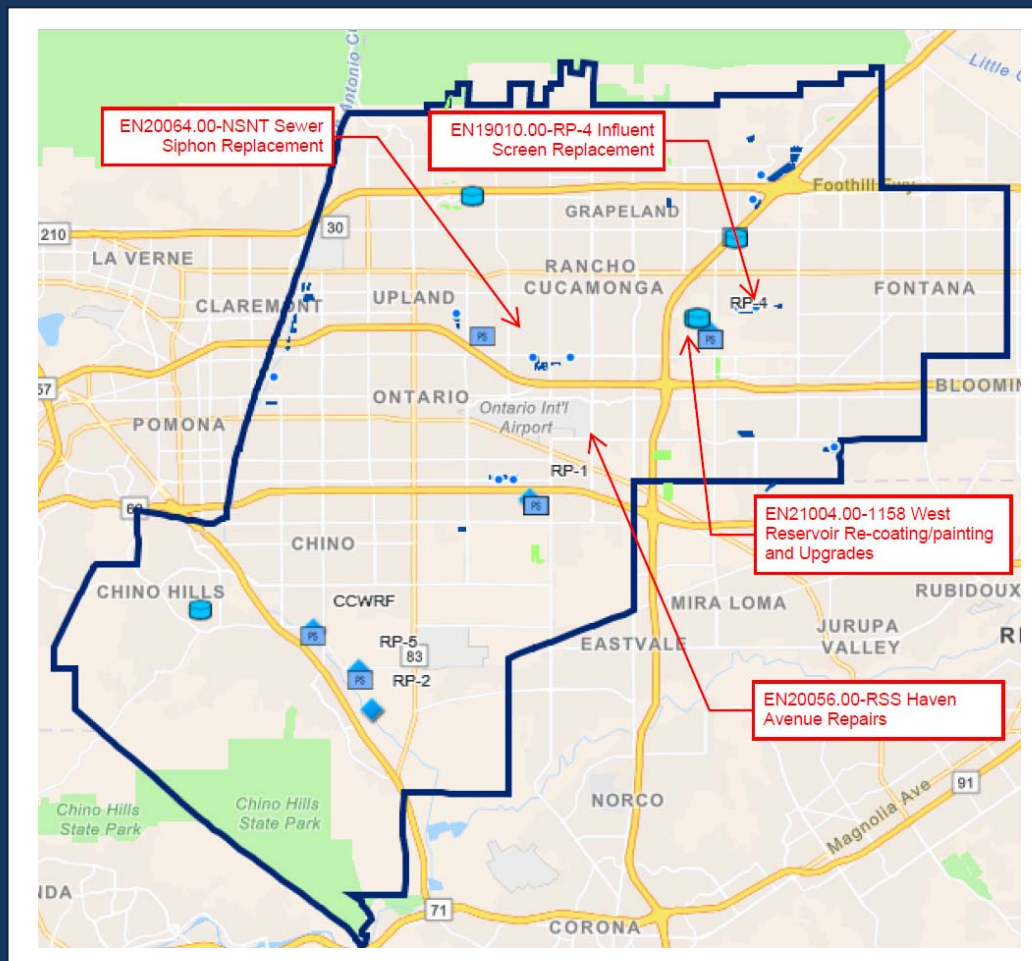 Antonio C
Little C
EN20064.00-NSNT Sewer
Siphon Replacement
EN19010.00-RP-4 Influent
Screen Replacement
Foothill Fwy
GRAPELAND
30
210
LA VERNE
RANCHO
CUCAMONGA
CLAREMONT
UPLAND
RP-4
FONTANA
PS
PS
57
BLOOMIN
ONTARIO
Ontario Int'l
Airport
POMONA
RP-1
PS
60
EN21004.00-1158 West
Reservoir Re-coating/painting
and Upgrades
CHINO
CHINO HILLS
CCWRF
MIRA LOMA
RUBIDOUX
PS
JURUPA
VALLEY
EASTVALE
RI
RP-5
83
PS
RP-2
EN20056.00-RSS Haven
Avenue Repairs
NORCO
91
Magnolia Ave
Chino Hills
State Park
Chino Hills
State Park
NDA
71
CORONA